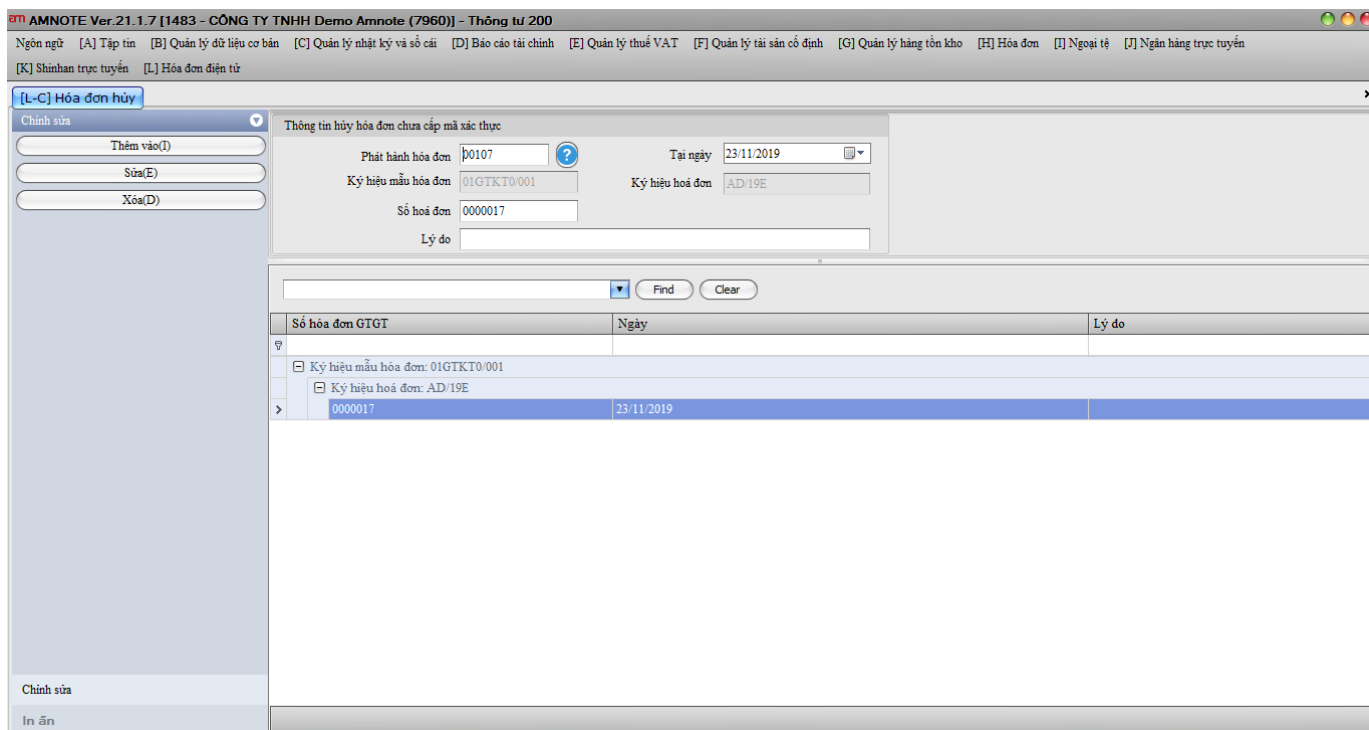 am AMNOTE Ver.21.1.7 [1483 - CÔNG TY TNHH Demo Amnote (7960)] - Thông tư 200
Ngôn ngữ [A] Tập tin [B] Quản lý dữ liệu cơ bản [C] Quản lý nhật ký và sổ cái [D] Báo cáo tài chính [E] Quản lý thuế VAT [F] Quản lý tài sản cố định [G] Quản lý hàng tồn kho [H] Hóa đơn [I] Ngoại tệ [J] Ngân hàng trực tuyến
[K] Shinhan trực tuyến [L] Hóa đơn điện tử
[L-C] Hóa đơn hủy
Chỉnh sửa
Thêm vào(I)
Sửa(E)
Xóa(D)
Thông tin hủy hóa đơn chưa cấp mã xác thực
Phát hành hóa đơn 00107 ? Tại ngày 23/11/2019
Ký hiệu mẫu hóa đơn 01GTKT0/001 Ký hiệu hoá đơn AD/19E
Số hoá đơn 0000017
Lý do
Find Clear
Số hóa đơn GTGT Ngày Lý do
Ký hiệu mẫu hóa đơn: 01GTKT0/001
Ký hiệu hoá đơn: AD/19E
0000017 23/11/2019
Chỉnh sửa
In ấn